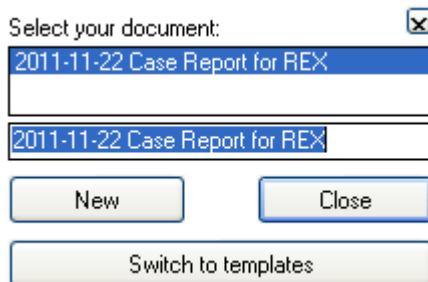 Select your document:
2011-11-22 Case Report for REX
2011-11-22 Case Report for REX
New
Close
Switch to templates